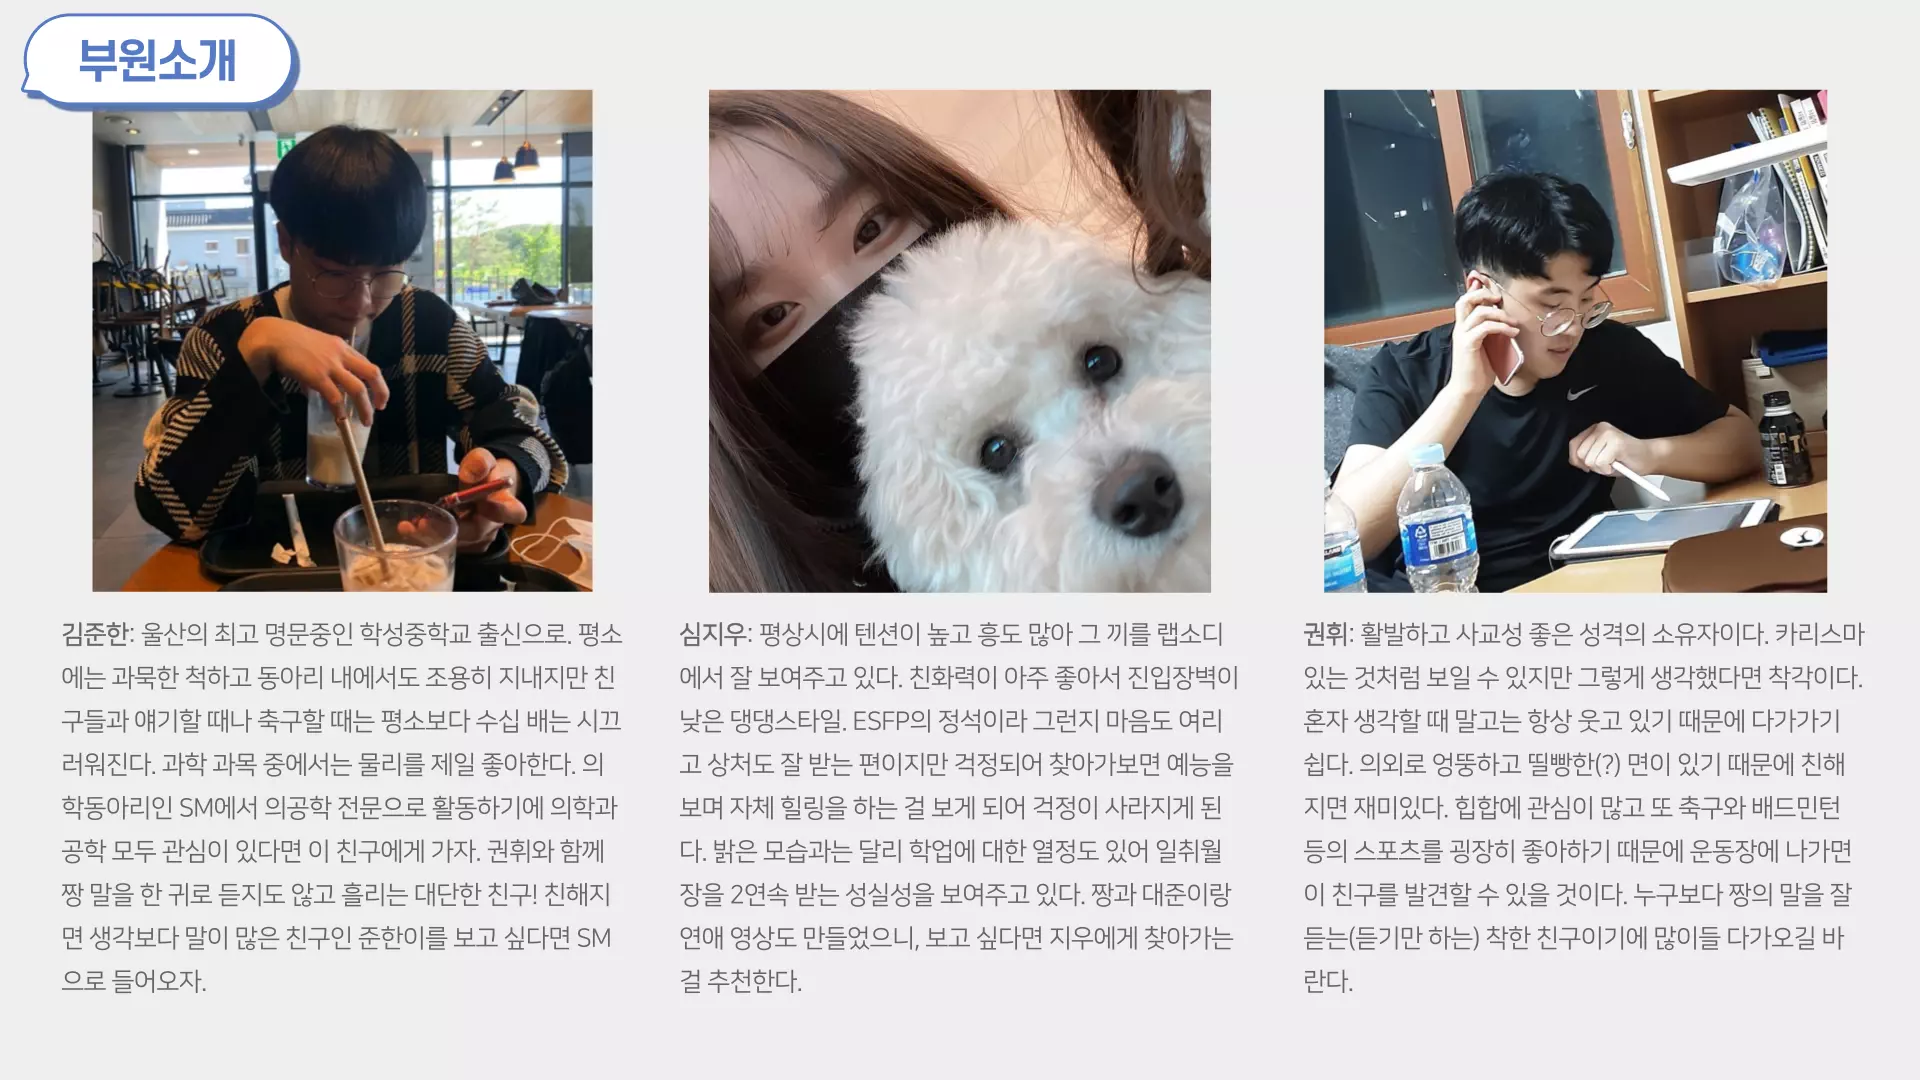 부원소개
김준한: 울산의 최고 명문중인 학성중학교 출신으로. 평소
에는 과묵한 척하고 동아리 내에서도 조용히 지내지만 친
구들과 얘기할 때나 축구할 때는 평소보다 수십 배는 시끄
러워진다. 과학 과목 중에서는 물리를 제일 좋아한다. 의
학동아리인 SM에서 의공학 전문으로 활동하기에 의학과
공학 모두 관심이 있다면 이 친구에게 가자. 권휘와 함께
짱 말을 한 귀로 듣지도 않고 흘리는 대단한 친구! 친해지
면 생각보다 말이 많은 친구인 준한이를 보고 싶다면 SM
으로 들어오자.
심지우: 평상시에 텐션이 높고 흥도 많아 그 끼를 랩소디
에서 잘 보여주고 있다. 친화력이 아주 좋아서 진입장벽이
낮은 댕댕스타일. ESFP의 정석이라 그런지 마음도 여리
고 상처도 잘 받는 편이지만 걱정되어 찾아가보면 예능을
보며 자체 힐링을 하는 걸 보게 되어 걱정이 사라지게 된
다. 밝은 모습과는 달리 학업에 대한 열정도 있어 일취월
장을 2연속 받는 성실성을 보여주고 있다. 짱과 대준이랑
연애 영상도 만들었으니, 보고 싶다면 지우에게 찾아가는
걸 추천한다.
권휘: 활발하고 사교성 좋은 성격의 소유자이다. 카리스마
있는 것처럼 보일 수 있지만 그렇게 생각했다면 착각이다.
혼자 생각할 때 말고는 항상 웃고 있기 때문에 다가가기
쉽다. 의외로 엉뚱하고 띨빵한(?) 면이 있기 때문에 친해
지면 재미있다. 힙합에 관심이 많고 또 축구와 배드민턴
등의 스포츠를 굉장히 좋아하기 때문에 운동장에 나가면
이 친구를 발견할 수 있을 것이다. 누구보다 짱의 말을 잘
듣는(듣기만 하는) 착한 친구이기에 많이들 다가오길 바
란다.